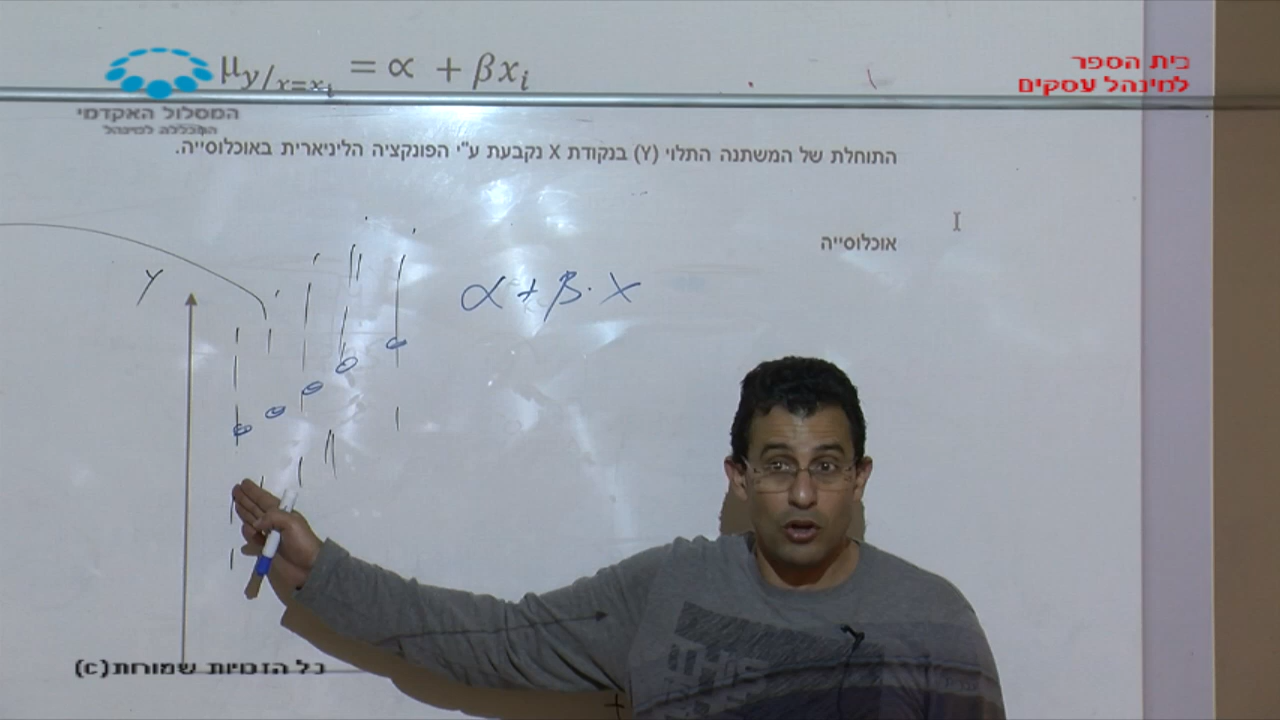 μy/x=xi = α + βxi
בית הספר
למינהל עסקים
המסלול האקדמי
המכללה למינהל
התוחלת של המשתנה התלוי (Y) בנקודת X נקבעת ע"י הפונקציה הליניארית באוכלוסייה.
אוכלוסייה
Y
α + β · X
THIS
כל הזכויות שמורות(c)